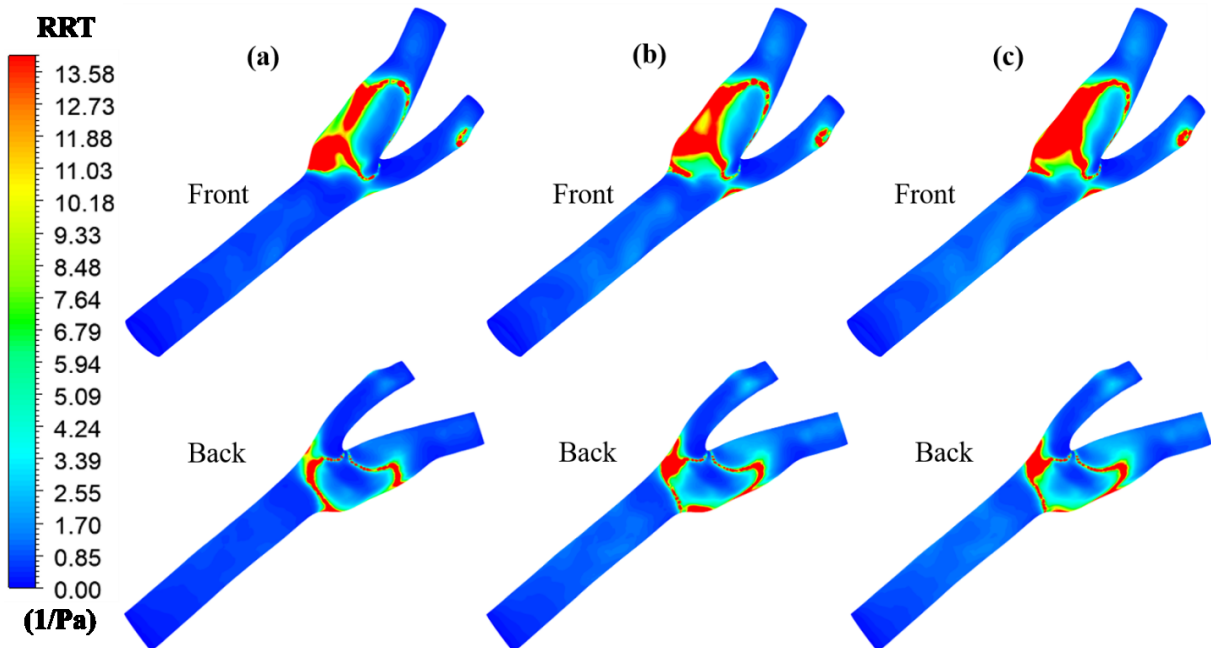 RRT
13.58
12.73
11.88
11.03
10.18
9.33
8.48
7.64
6.79
5.94
5.09
4.24
3.39
2.55
1.70
0.85
0.00
(1/Pa)
(a)
(b)
(c)
Front
Front
Front
Back
Back
Back